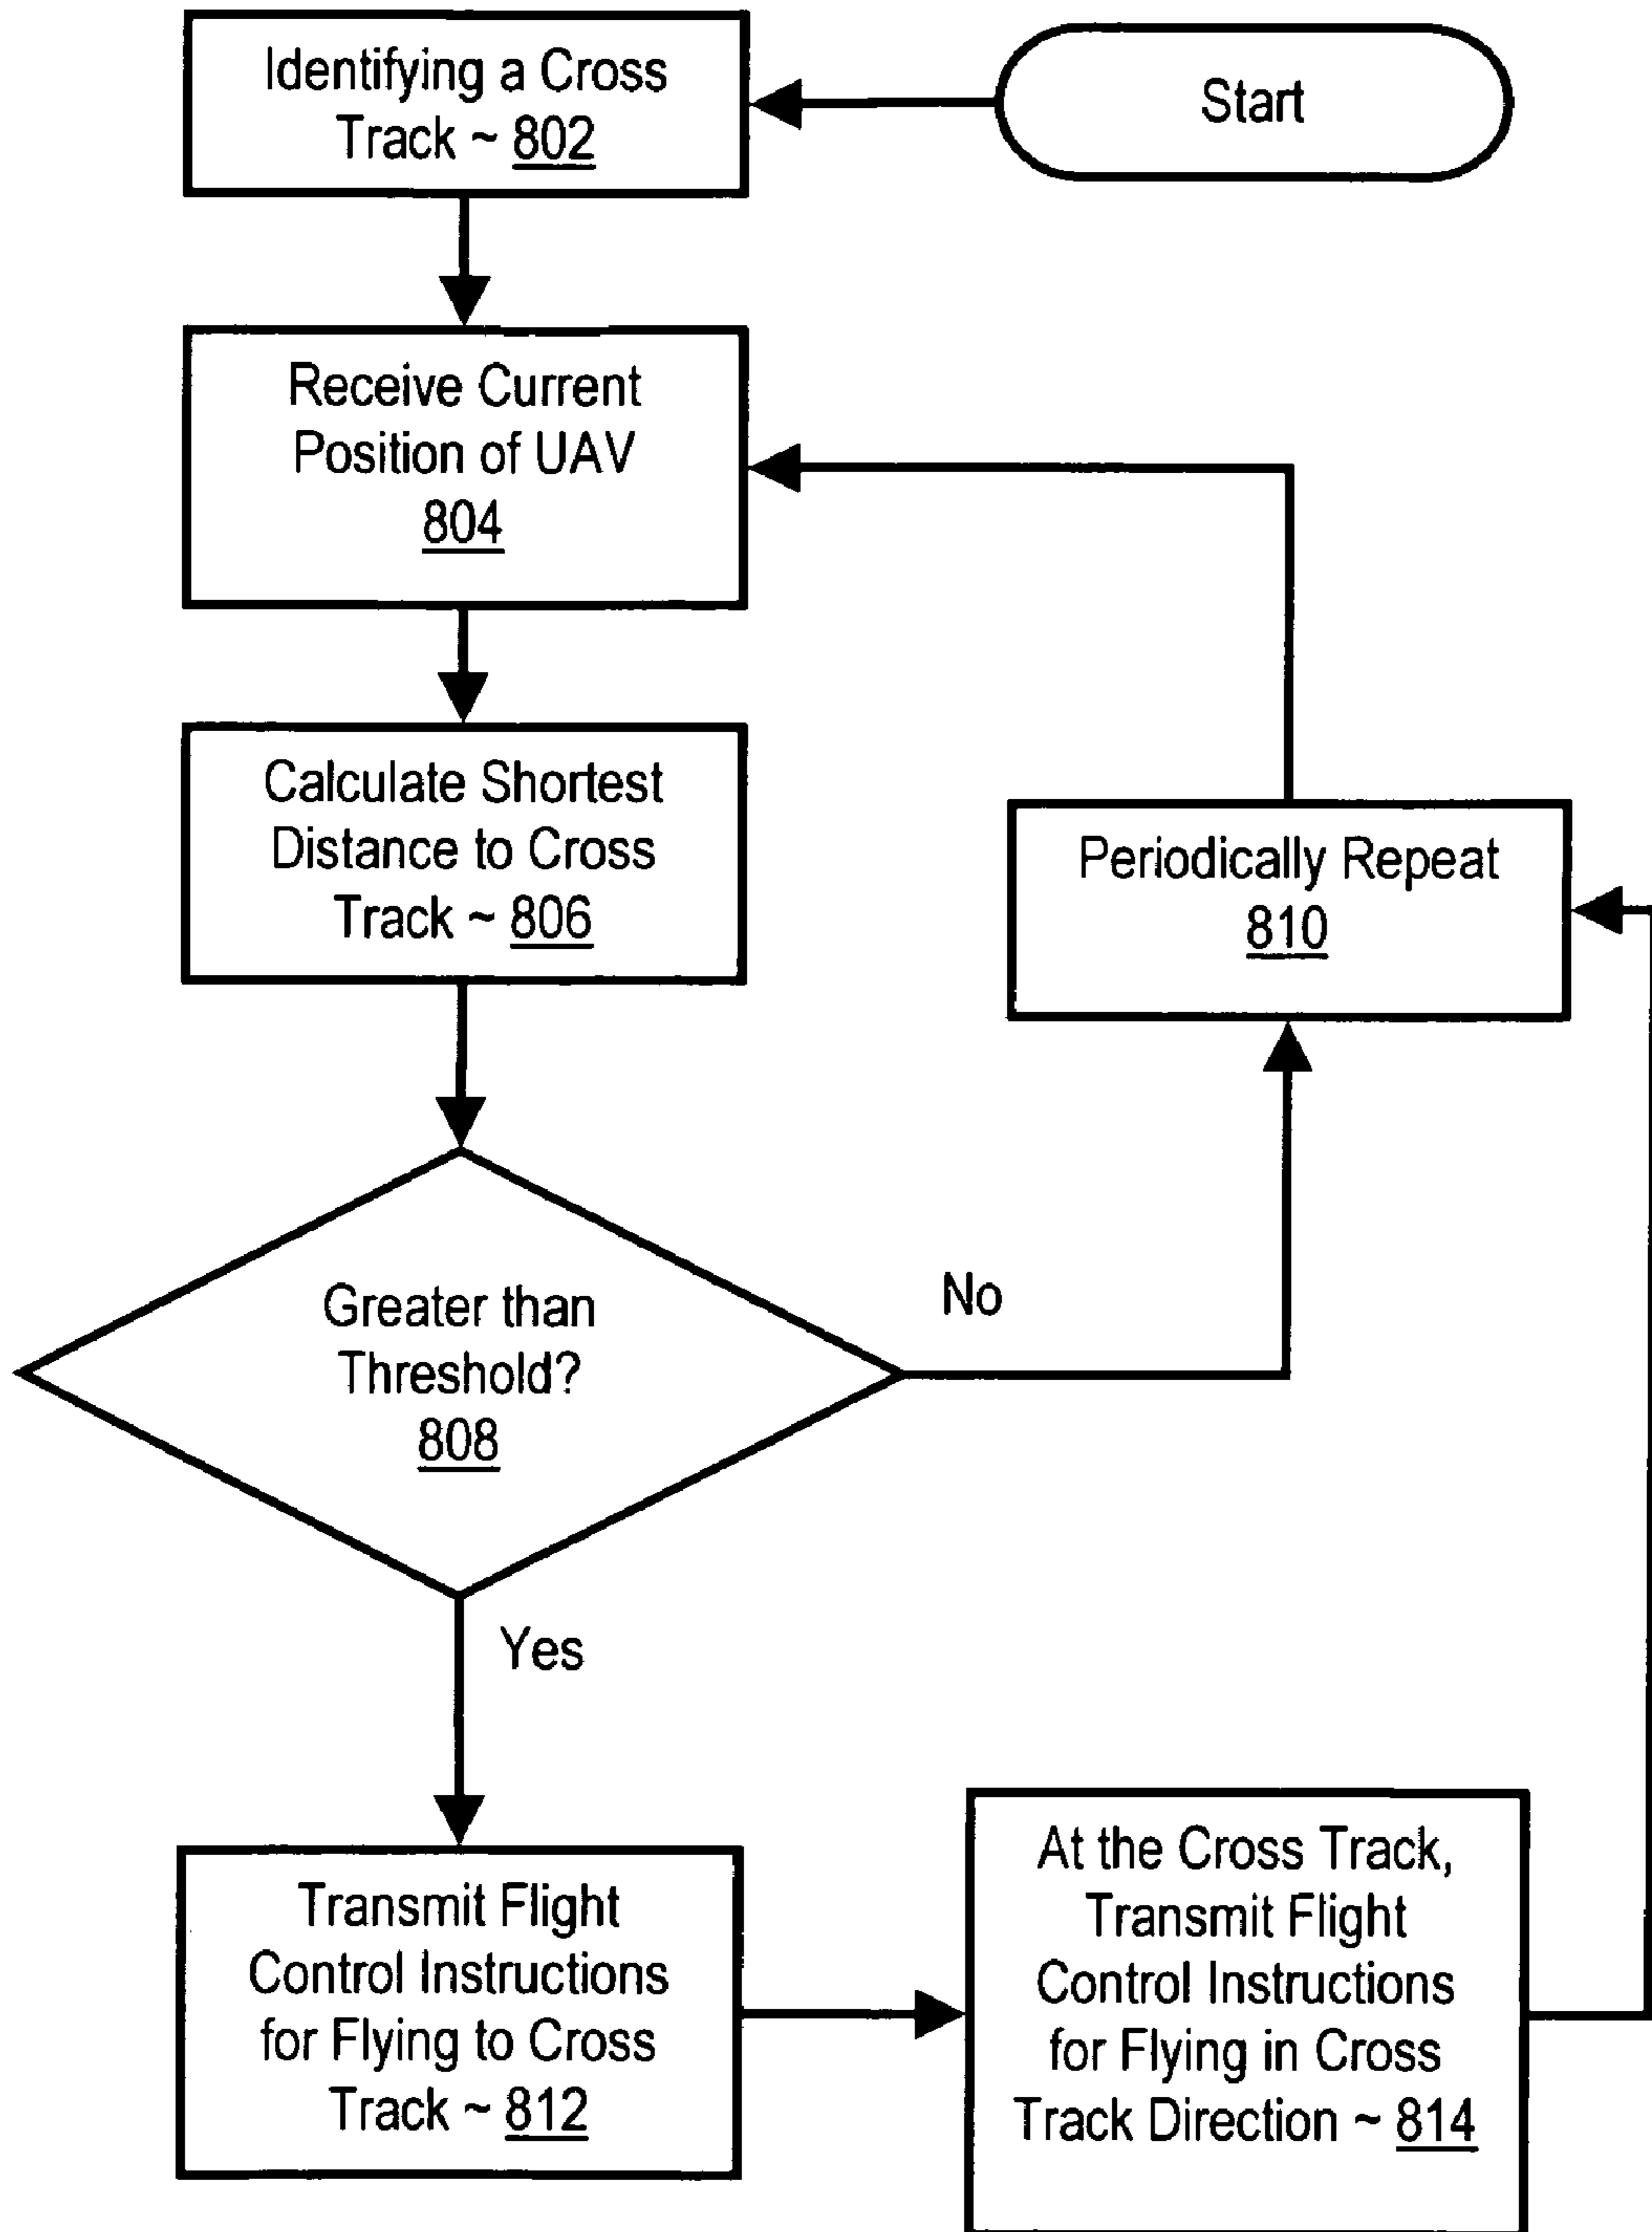 Start
Identifying a Cross
Track ~ 802
Receive Current
Position of UAV
804
Calculate Shortest
Distance to Cross
Track ~ 806
Periodically Repeat
810
Greater than
Threshold?
808
No
Yes
Transmit Flight
Control Instructions
for Flying to Cross
Track ~ 812
At the Cross Track,
Transmit Flight
Control Instructions
for Flying in Cross
Track Direction ~ 814